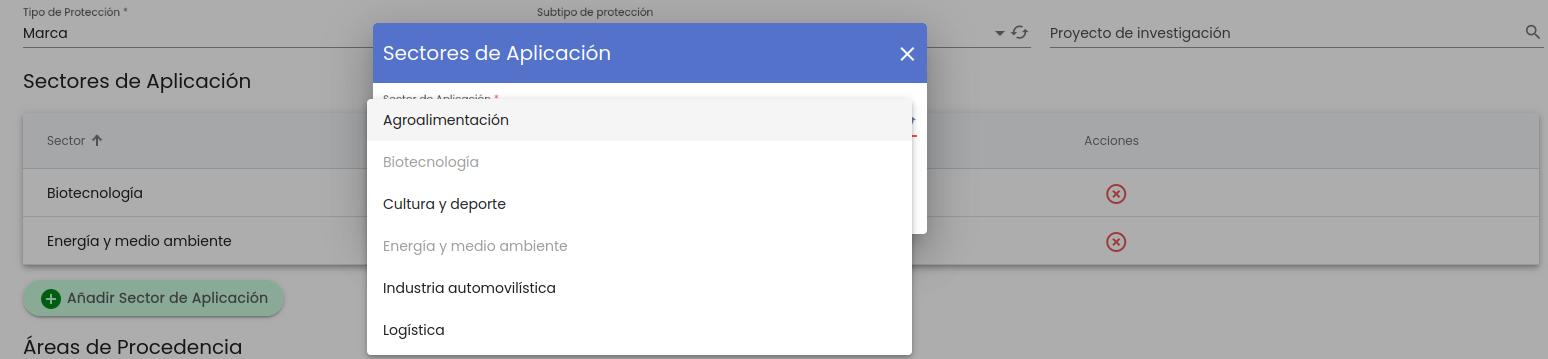 Tipo de Protección *
Subtipo de protección
Marca
Proyecto de investigación
Sectores de Aplicación
Sectores de Aplicación
Sector de Aplicación *
Agroalimentación
Sector
Acciones
Biotecnología
Biotecnología
Cultura y deporte
Energía y medio ambiente
Energía y medio ambiente
Industria automovilística
Añadir Sector de Aplicación
Logística
Áreas de Procedencia